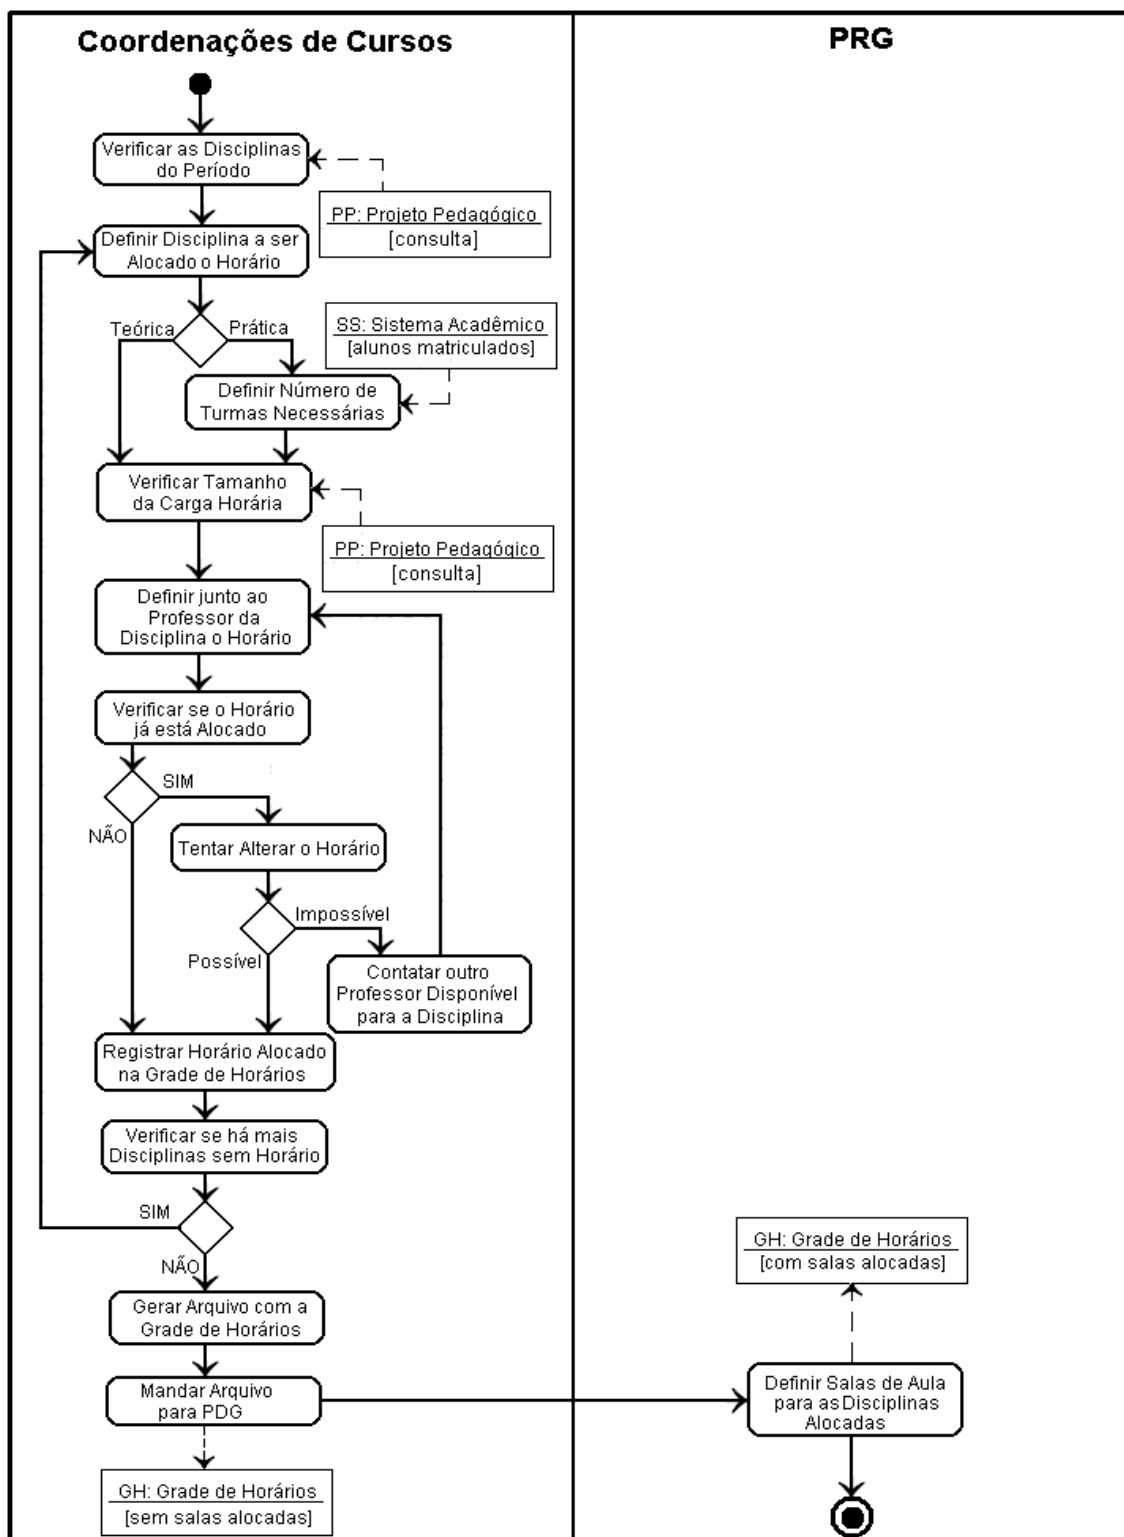 Coordenações de Cursos
PRG
Verificar as Disciplinas
do Período
PP: Projeto Pedagógico
[consulta]
Definir Disciplina a ser
Alocado o Horário
Teórica
Prática
SS: Sistema Acadêmico
[alunos matriculados]
Definir Número de
Turmas Necessárias
Verificar Tamanho
da Carga Horária
PP: Projeto Pedagógico
[consulta]
Definir junto ao
Professor da
Disciplina o Horário
Verificar se o Horário
já está Alocado
SIM
NÃO
Tentar Alterar o Horário
Impossível
Possível
Contatar outro
Professor Disponível
para a Disciplina
Registrar Horário Alocado
na Grade de Horários
Verificar se há mais
Disciplinas sem Horário
SIM
NÃO
GH: Grade de Horários
[com salas alocadas]
Gerar Arquivo com a
Grade de Horários
Mandar Arquivo
para PDG
Definir Salas de Aula
para as Disciplinas
Alocadas
GH: Grade de Horários
[sem salas alocadas]